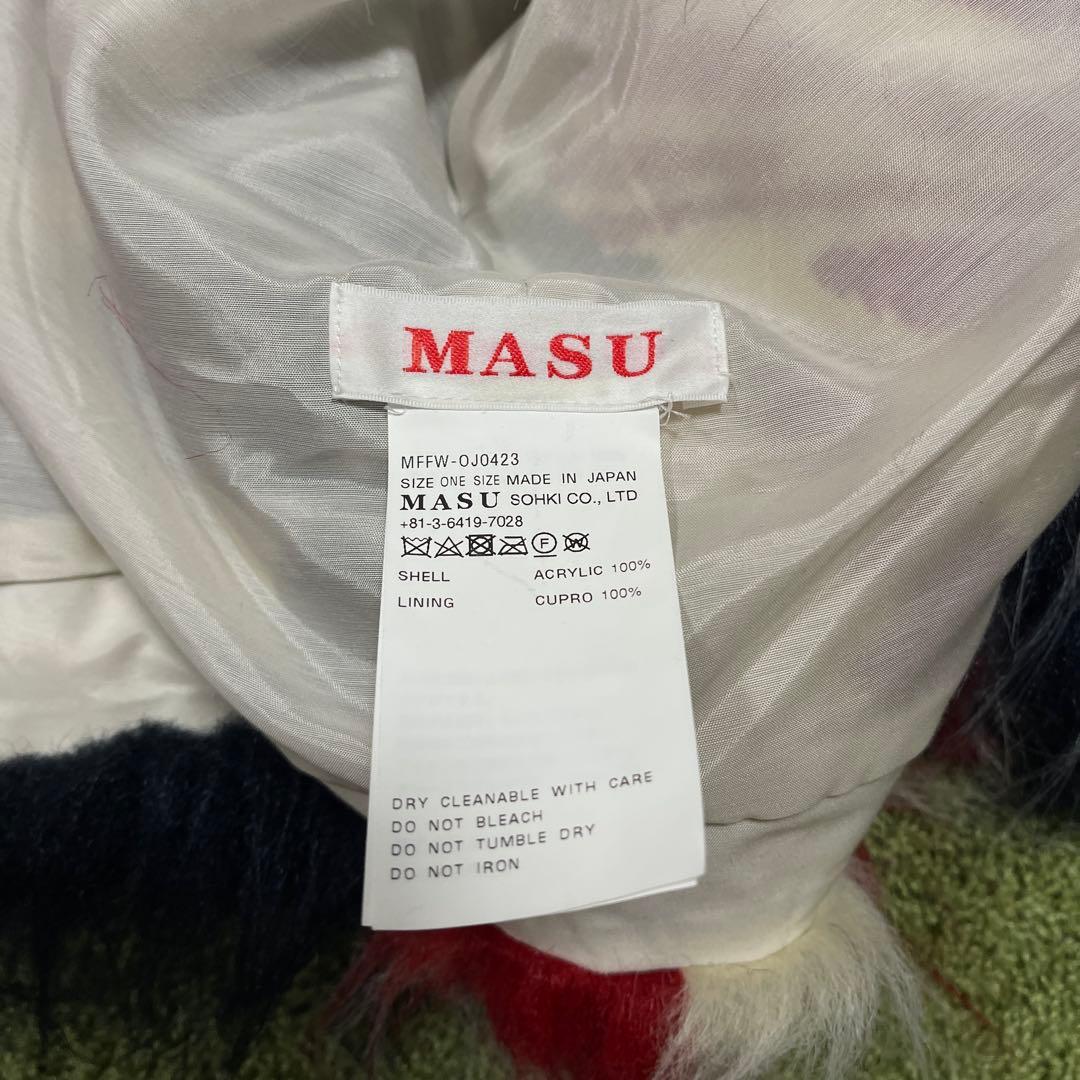 MASU
MFFW-OJ0423
SIZE ONE SIZE MADE IN JAPAN
MASU SOHKI CO., LTD
+81-3-6419-7028
F W
SHELL ACRYLIC 100%
LINING CUPRO 100%
DRY CLEANABLE WITH CARE
DO NOT BLEACH
DO NOT TUMBLE DRY
DO NOT IRON